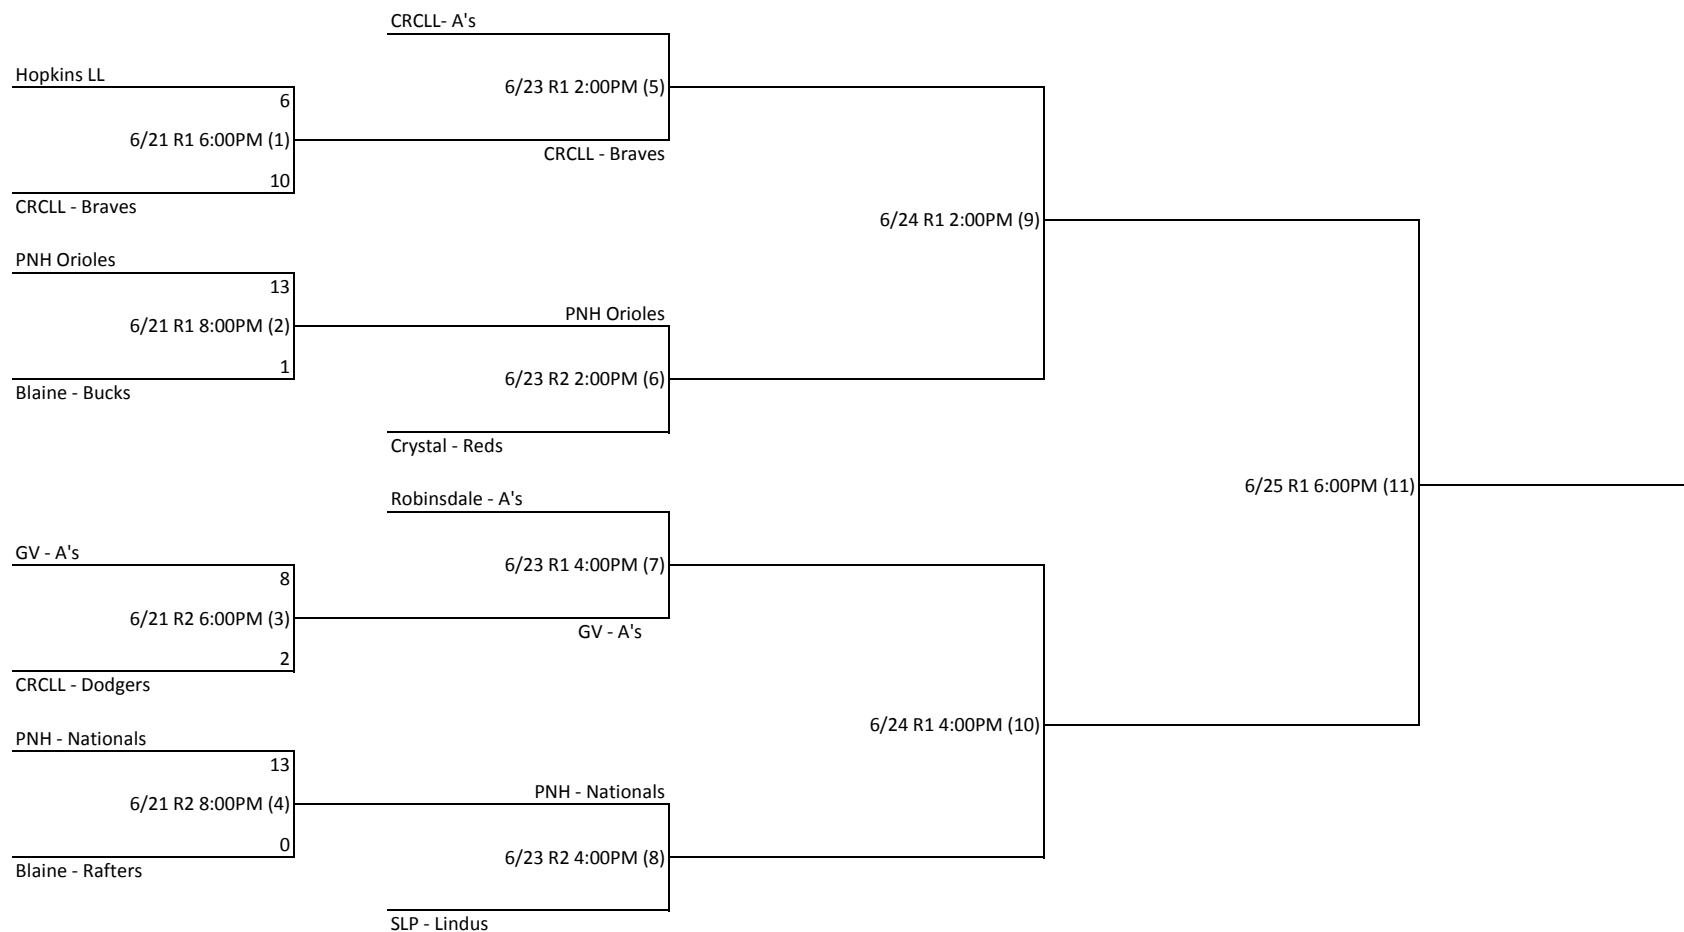 CRCLL- A's
Hopkins LL
6
6/23 R1 2:00PM (5)
6/21 R1 6:00PM (1)
CRCLL - Braves
10
CRCLL - Braves
6/24 R1 2:00PM (9)
PNH Orioles
13
PNH Orioles
6/21 R1 8:00PM (2)
1
6/23 R2 2:00PM (6)
Blaine - Bucks
Crystal - Reds
6/25 R1 6:00PM (11)
Robinsdale - A's
GV - A's
8
6/23 R1 4:00PM (7)
6/21 R2 6:00PM (3)
GV - A's
2
CRCLL - Dodgers
6/24 R1 4:00PM (10)
PNH - Nationals
13
PNH - Nationals
6/21 R2 8:00PM (4)
0
6/23 R2 4:00PM (8)
Blaine - Rafters
SLP - Lindus